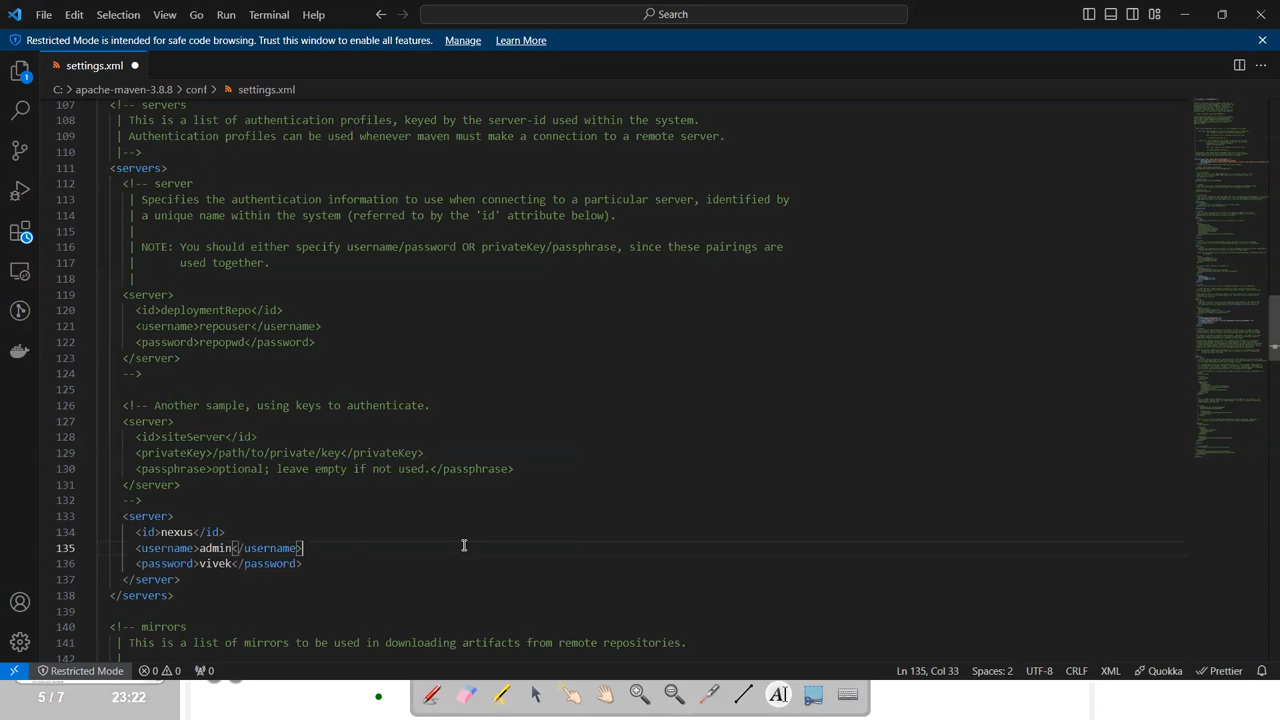 File Edit Selection View Go Run Terminal Help Search
Restricted Mode is intended for safe code browsing. Trust this window to enable all features. Manage Learn More
settings.xml
C: > apache-maven-3.8.8 > conf > settings.xml
107 <!-- servers
108 | This is a list of authentication profiles, keyed by the server-id used within the system.
109 | Authentication profiles can be used whenever maven must make a connection to a remote server.
110 |-->
111 <servers>
112 <!-- server
113 | Specifies the authentication information to use when connecting to a particular server, identified by
114 | a unique name within the system (referred to by the 'id' attribute below).
115 |
116 | NOTE: You should either specify username/password OR privateKey/passphrase, since these pairings are
117 | used together.
118 |
119 <server>
120 <id>deploymentRepo</id>
121 <username>repouser</username>
122 <password>repopwd</password>
123 </server>
124 -->
125
126 <!-- Another sample, using keys to authenticate.
127 <server>
128 <id>siteServer</id>
129 <privateKey>/path/to/private/key</privateKey>
130 <passphrase>optional; leave empty if not used.</passphrase>
131 </server>
132 -->
133 <server>
134 <id>nexus</id>
135 <username>admin</username>
136 <password>vivek</password>
137 </server>
138 </servers>
139
140 <!-- mirrors
141 | This is a list of mirrors to be used in downloading artifacts from remote repositories.
142 |
Restricted Mode 0 0 0 Ln 135, Col 33 Spaces: 2 UTF-8 CRLF XML Quokka Prettier
5 / 7 23:22 AI